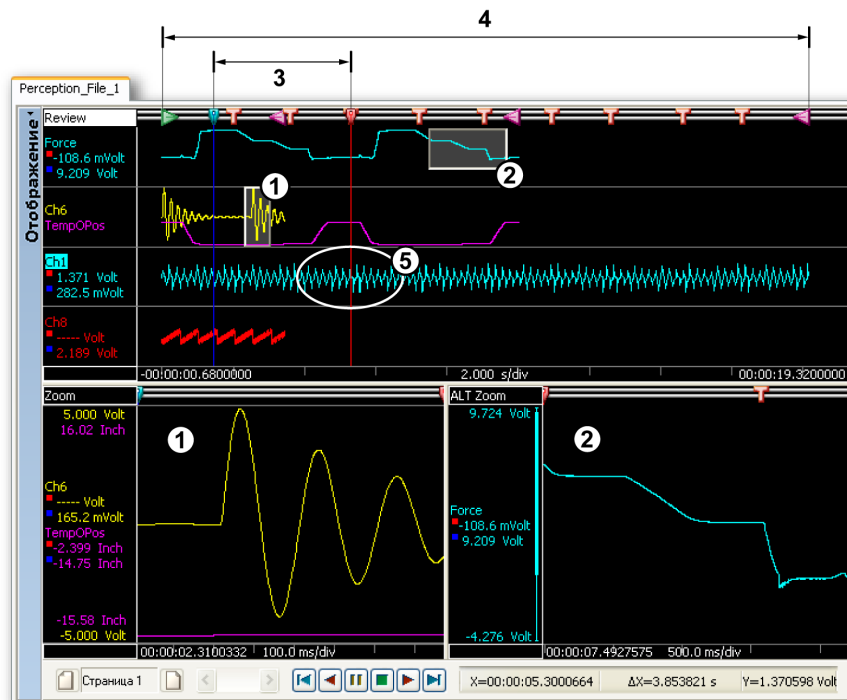 4
3
Perception_File_1
Отображение
Review
Force
-108.6 mVolt
9.209 Volt
1
2
Ch6
TempOPos
Ch1
1.371 Volt
282.5 mVolt
5
Ch8
----- Volt
2.189 Volt
-00:00:00.6800000 2.000 s/div 00:00:19.3200000
Zoom
5.000 Volt
16.02 Inch
1
Ch6
----- Volt
165.2 mVolt
TempOPos
-2.399 Inch
-14.75 Inch
-15.58 Inch
-5.000 Volt
00:00:02.3100332 100.0 ms/div
ALT Zoom
9.724 Volt
2
Force
-108.6 mVolt
9.209 Volt
-4.276 Volt
00:00:07.4927575 500.0 ms/div
Страница 1
X=00:00:05.3000664 ΔX=3.853821 s Y=1.370598 Volt